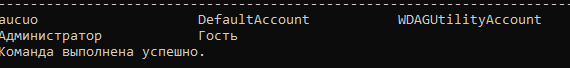 -------------------------------------------------------------------------------
aucuo DefaultAccount WDAGUtilityAccount
Администратор Гость
Команда выполнена успешно.